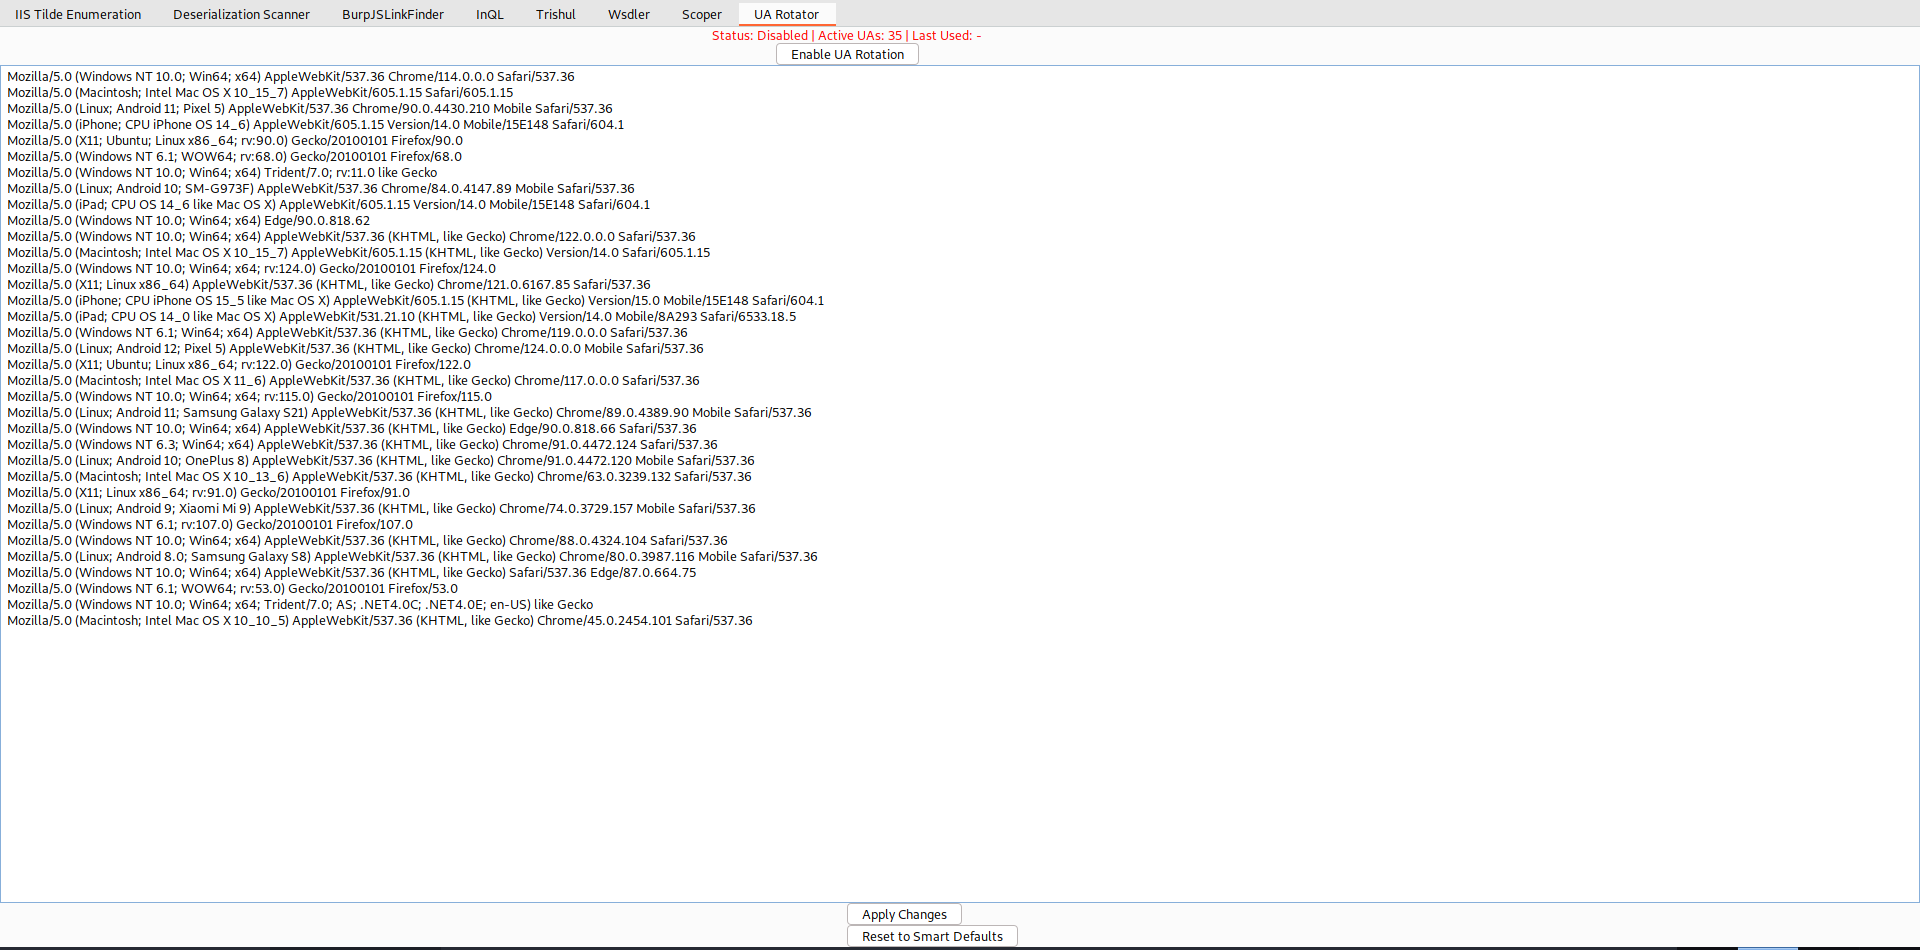 IIS Tilde Enumeration Deserialization Scanner BurpJSLinkFinder InQL Trishul Wsdler Scoper UA Rotator
Status: Disabled | Active UAs: 35 | Last Used: -
Enable UA Rotation
Mozilla/5.0 (Windows NT 10.0; Win64; x64) AppleWebKit/537.36 Chrome/114.0.0.0 Safari/537.36
Mozilla/5.0 (Macintosh; Intel Mac OS X 10_15_7) AppleWebKit/605.1.15 Safari/605.1.15
Mozilla/5.0 (Linux; Android 11; Pixel 5) AppleWebKit/537.36 Chrome/90.0.4430.210 Mobile Safari/537.36
Mozilla/5.0 (iPhone; CPU iPhone OS 14_6) AppleWebKit/605.1.15 Version/14.0 Mobile/15E148 Safari/604.1
Mozilla/5.0 (X11; Ubuntu; Linux x86_64; rv:90.0) Gecko/20100101 Firefox/90.0
Mozilla/5.0 (Windows NT 6.1; WOW64; rv:68.0) Gecko/20100101 Firefox/68.0
Mozilla/5.0 (Windows NT 10.0; Win64; x64) Trident/7.0; rv:11.0 like Gecko
Mozilla/5.0 (Linux; Android 10; SM-G973F) AppleWebKit/537.36 Chrome/84.0.4147.89 Mobile Safari/537.36
Mozilla/5.0 (iPad; CPU OS 14_6 like Mac OS X) AppleWebKit/605.1.15 Version/14.0 Mobile/15E148 Safari/604.1
Mozilla/5.0 (Windows NT 10.0; Win64; x64) Edge/90.0.818.62
Mozilla/5.0 (Windows NT 10.0; Win64; x64) AppleWebKit/537.36 (KHTML, like Gecko) Chrome/122.0.0.0 Safari/537.36
Mozilla/5.0 (Macintosh; Intel Mac OS X 10_15_7) AppleWebKit/605.1.15 (KHTML, like Gecko) Version/14.0 Safari/605.1.15
Mozilla/5.0 (Windows NT 10.0; Win64; x64; rv:124.0) Gecko/20100101 Firefox/124.0
Mozilla/5.0 (X11; Linux x86_64) AppleWebKit/537.36 (KHTML, like Gecko) Chrome/121.0.6167.85 Safari/537.36
Mozilla/5.0 (iPhone; CPU iPhone OS 15_5 like Mac OS X) AppleWebKit/605.1.15 (KHTML, like Gecko) Version/15.0 Mobile/15E148 Safari/604.1
Mozilla/5.0 (iPad; CPU OS 14_0 like Mac OS X) AppleWebKit/531.21.10 (KHTML, like Gecko) Version/14.0 Mobile/8A293 Safari/6533.18.5
Mozilla/5.0 (Windows NT 6.1; Win64; x64) AppleWebKit/537.36 (KHTML, like Gecko) Chrome/119.0.0.0 Safari/537.36
Mozilla/5.0 (Linux; Android 12; Pixel 5) AppleWebKit/537.36 (KHTML, like Gecko) Chrome/124.0.0.0 Mobile Safari/537.36
Mozilla/5.0 (X11; Ubuntu; Linux x86_64; rv:122.0) Gecko/20100101 Firefox/122.0
Mozilla/5.0 (Macintosh; Intel Mac OS X 11_6) AppleWebKit/537.36 (KHTML, like Gecko) Chrome/117.0.0.0 Safari/537.36
Mozilla/5.0 (Windows NT 10.0; Win64; x64; rv:115.0) Gecko/20100101 Firefox/115.0
Mozilla/5.0 (Linux; Android 11; Samsung Galaxy S21) AppleWebKit/537.36 (KHTML, like Gecko) Chrome/89.0.4389.90 Mobile Safari/537.36
Mozilla/5.0 (Windows NT 10.0; Win64; x64) AppleWebKit/537.36 (KHTML, like Gecko) Edge/90.0.818.66 Safari/537.36
Mozilla/5.0 (Windows NT 6.3; Win64; x64) AppleWebKit/537.36 (KHTML, like Gecko) Chrome/91.0.4472.124 Safari/537.36
Mozilla/5.0 (Linux; Android 10; OnePlus 8) AppleWebKit/537.36 (KHTML, like Gecko) Chrome/91.0.4472.120 Mobile Safari/537.36
Mozilla/5.0 (Macintosh; Intel Mac OS X 10_13_6) AppleWebKit/537.36 (KHTML, like Gecko) Chrome/63.0.3239.132 Safari/537.36
Mozilla/5.0 (X11; Linux x86_64; rv:91.0) Gecko/20100101 Firefox/91.0
Mozilla/5.0 (Linux; Android 9; Xiaomi Mi 9) AppleWebKit/537.36 (KHTML, like Gecko) Chrome/74.0.3729.157 Mobile Safari/537.36
Mozilla/5.0 (Windows NT 6.1; rv:107.0) Gecko/20100101 Firefox/107.0
Mozilla/5.0 (Windows NT 10.0; Win64; x64) AppleWebKit/537.36 (KHTML, like Gecko) Chrome/88.0.4324.104 Safari/537.36
Mozilla/5.0 (Linux; Android 8.0; Samsung Galaxy S8) AppleWebKit/537.36 (KHTML, like Gecko) Chrome/80.0.3987.116 Mobile Safari/537.36
Mozilla/5.0 (Windows NT 10.0; Win64; x64) AppleWebKit/537.36 (KHTML, like Gecko) Safari/537.36 Edge/87.0.664.75
Mozilla/5.0 (Windows NT 6.1; WOW64; rv:53.0) Gecko/20100101 Firefox/53.0
Mozilla/5.0 (Windows NT 10.0; Win64; x64; Trident/7.0; AS; .NET4.0C; .NET4.0E; en-US) like Gecko
Mozilla/5.0 (Macintosh; Intel Mac OS X 10_10_5) AppleWebKit/537.36 (KHTML, like Gecko) Chrome/45.0.2454.101 Safari/537.36
Apply Changes
Reset to Smart Defaults